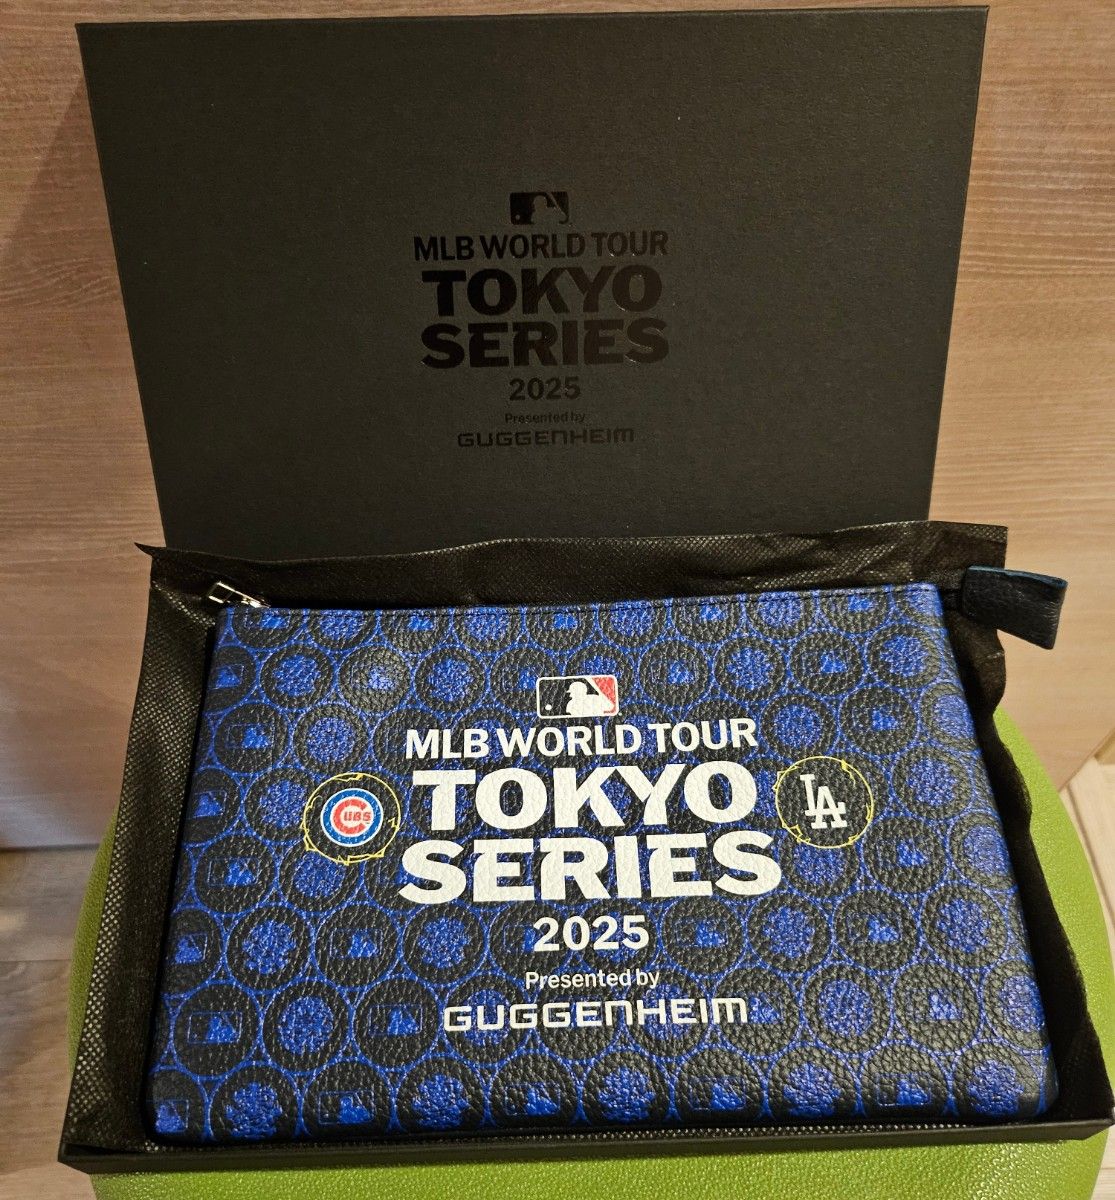 MLB WORLD TOUR
TOKYO
SERIES
2025
Presented by
GUGGENHEIM
MLB WORLD TOUR
TOKYO
SERIES
CUBS
LA
2025
Presented by
GUGGENHEIM